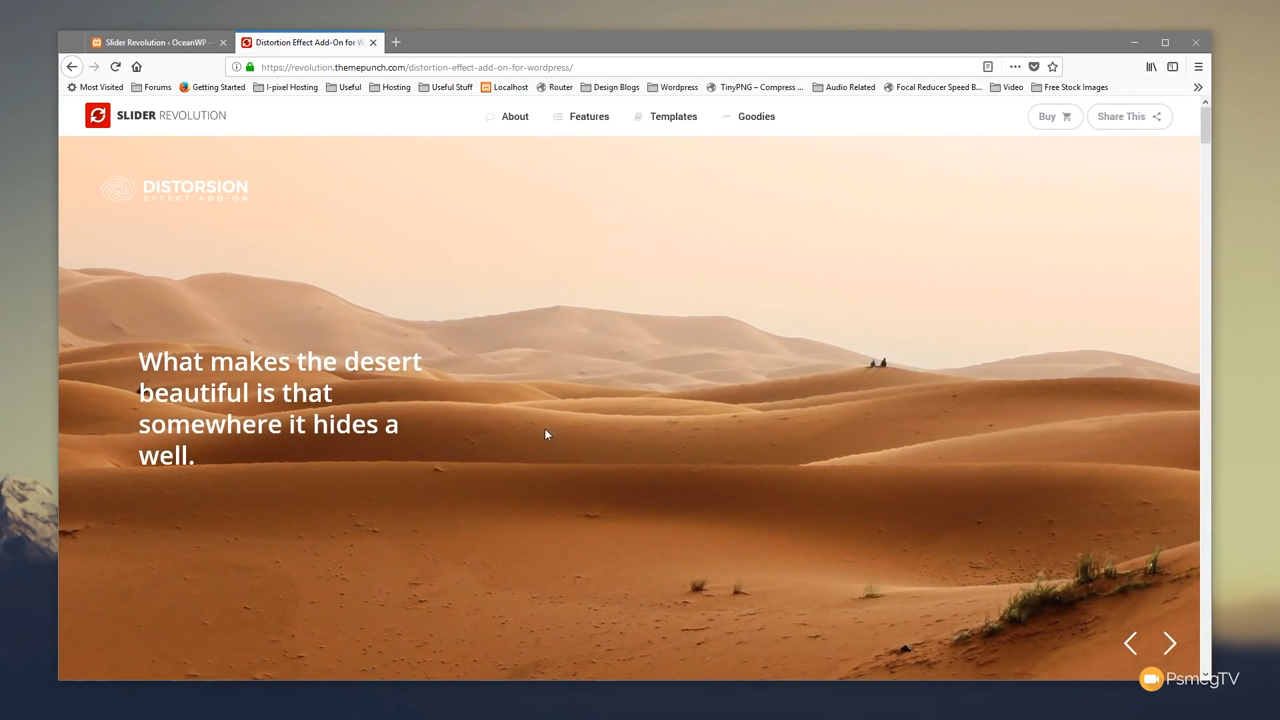 Slider Revolution ‹ OceanWP
Distortion Effect Add-On for W
https://revolution.themepunch.com/distortion-effect-add-on-for-wordpress/
Most Visited Forums Getting Started I-pixel Hosting Useful Hosting Useful Stuff Localhost Router Design Blogs Wordpress TinyPNG – Compress ... Audio Related Focal Reducer Speed B... Video Free Stock Images
SLIDER REVOLUTION About Features Templates Goodies Buy Share This
DISTORSION
EFFECT ADD-ON
What makes the desert
beautiful is that
somewhere it hides a
well.
PsmegTV